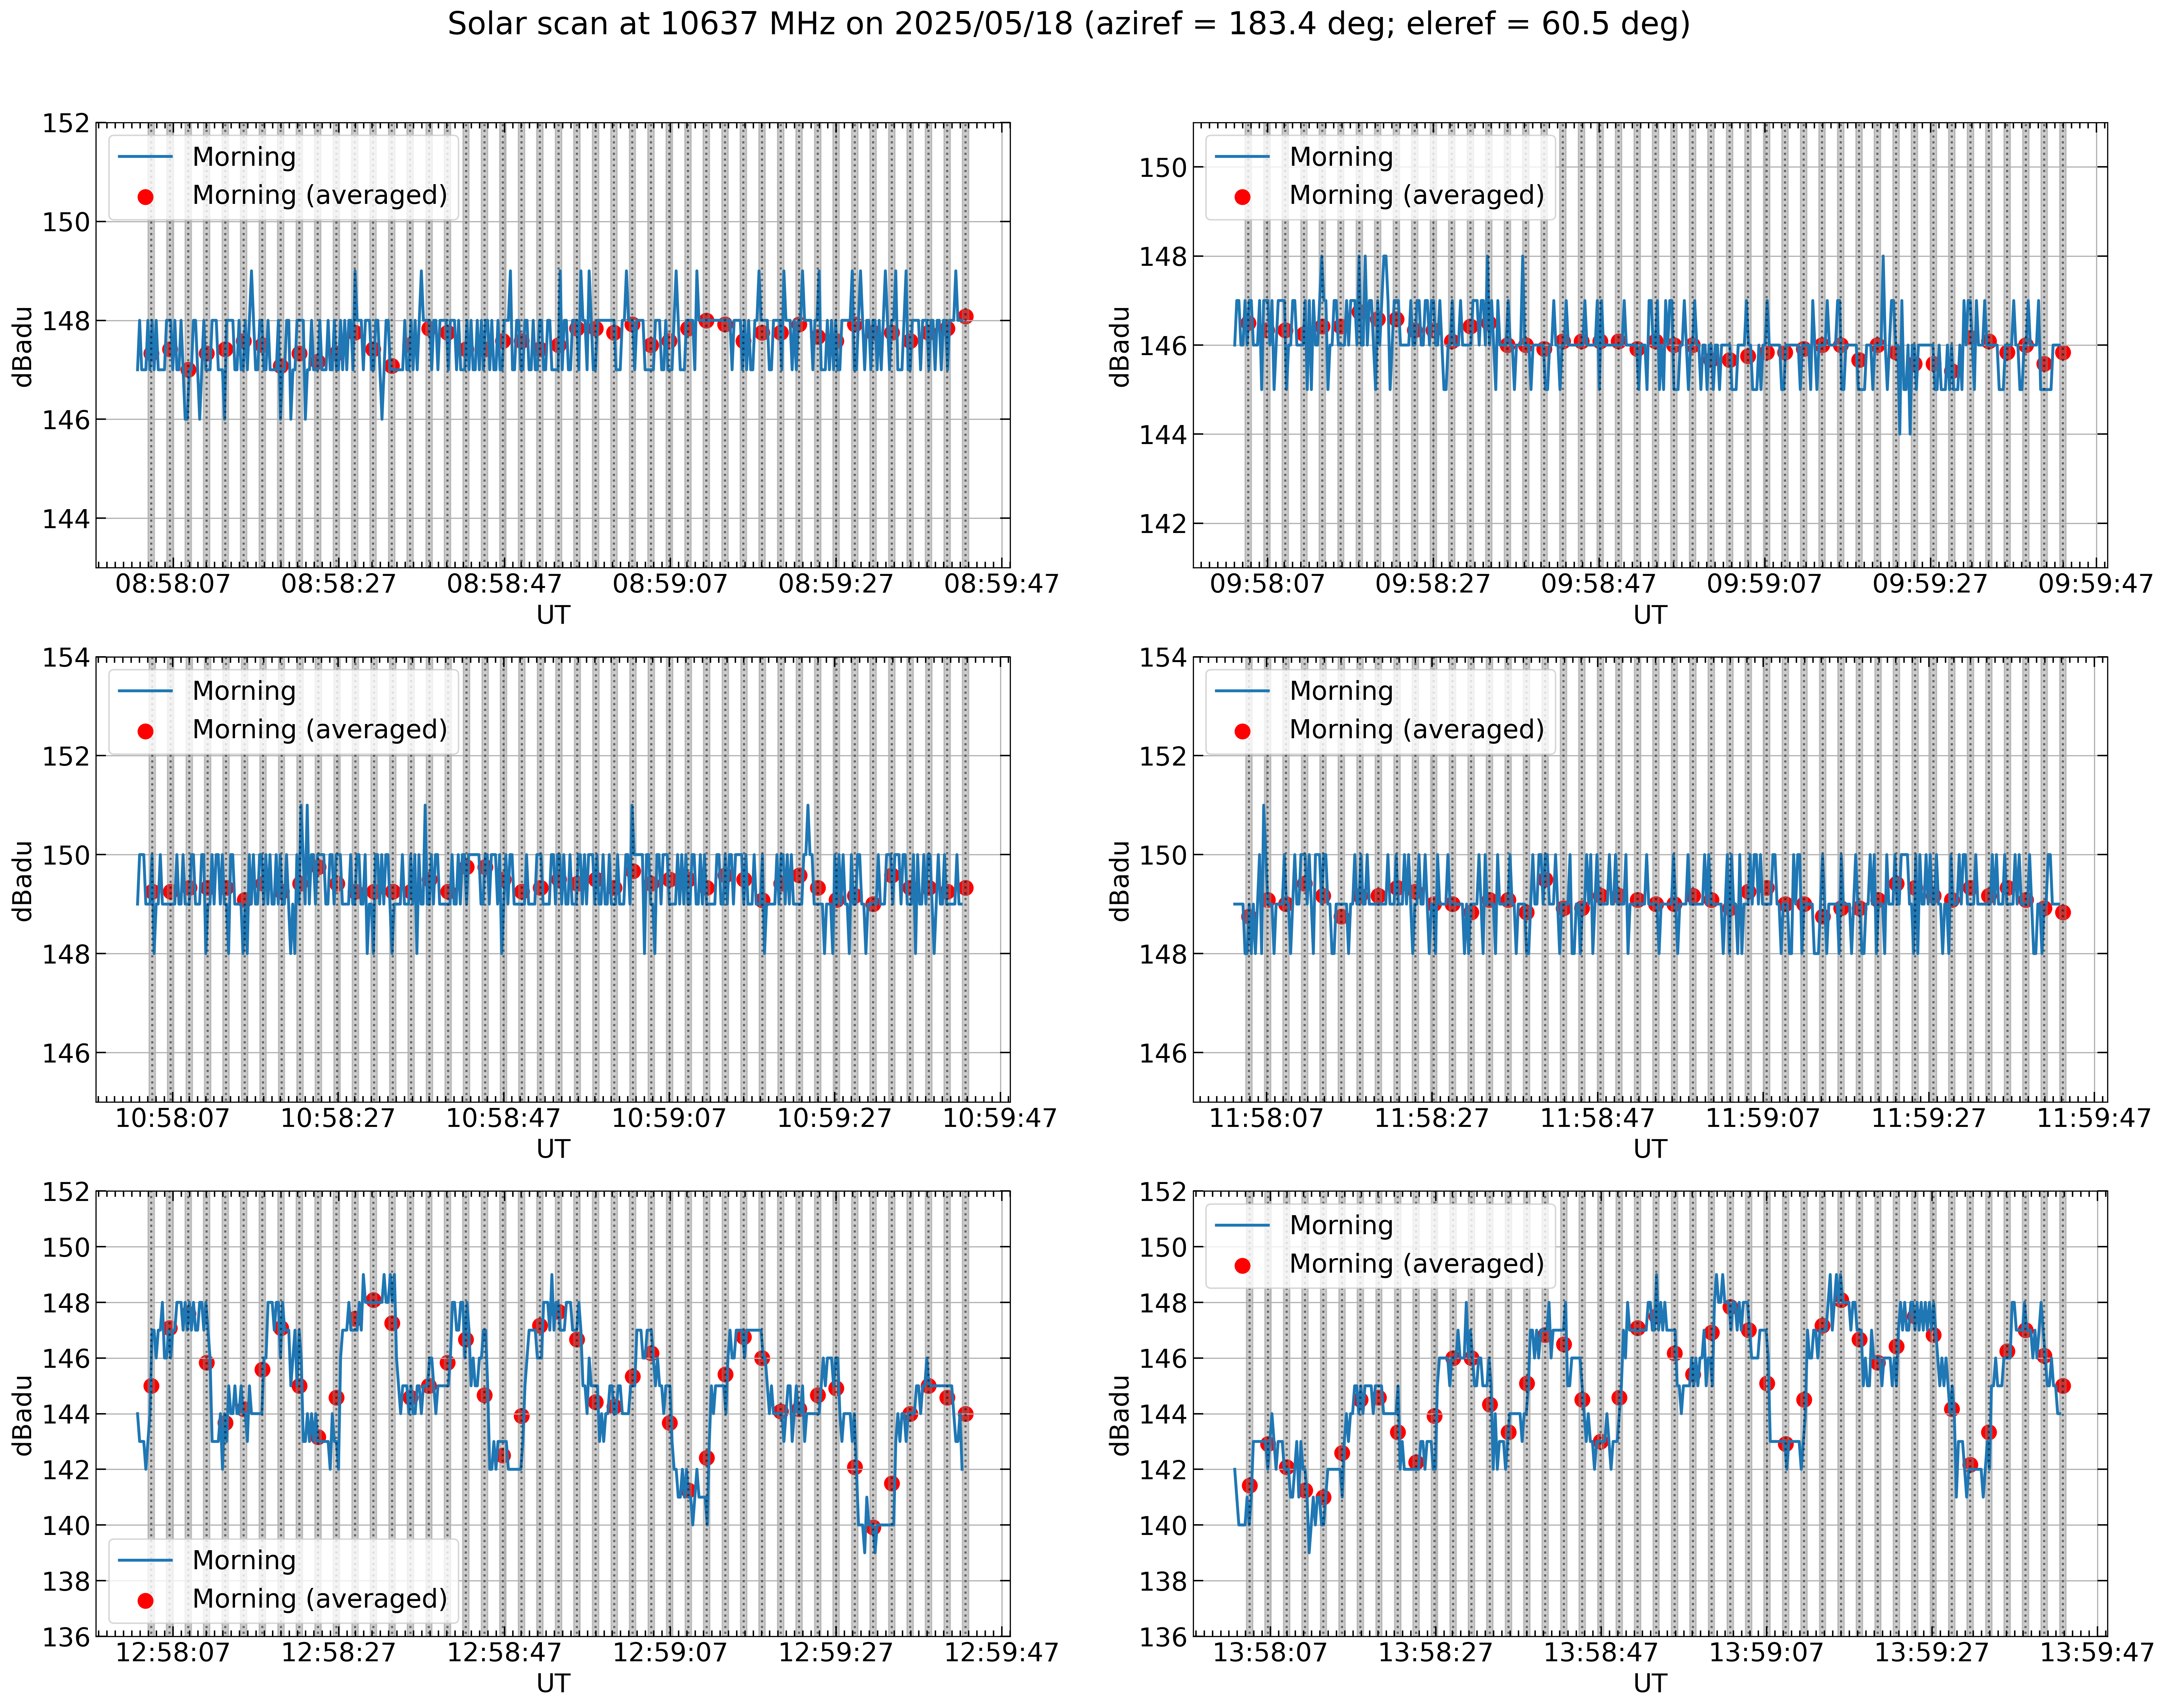 Solar scan at 10637 MHz on 2025/05/18 (aziref = 183.4 deg; eleref = 60.5 deg)
152
150
148
146
144
dBadu
Morning
Morning (averaged)
08:58:07 08:58:27 08:58:47 08:59:07 08:59:27 08:59:47
UT
150
148
146
144
142
dBadu
Morning
Morning (averaged)
09:58:07 09:58:27 09:58:47 09:59:07 09:59:27 09:59:47
UT
154
152
150
148
146
dBadu
Morning
Morning (averaged)
10:58:07 10:58:27 10:58:47 10:59:07 10:59:27 10:59:47
UT
154
152
150
148
146
dBadu
Morning
Morning (averaged)
11:58:07 11:58:27 11:58:47 11:59:07 11:59:27 11:59:47
UT
152
150
148
146
144
142
140
138
136
dBadu
Morning
Morning (averaged)
12:58:07 12:58:27 12:58:47 12:59:07 12:59:27 12:59:47
UT
152
150
148
146
144
142
140
138
136
dBadu
Morning
Morning (averaged)
13:58:07 13:58:27 13:58:47 13:59:07 13:59:27 13:59:47
UT